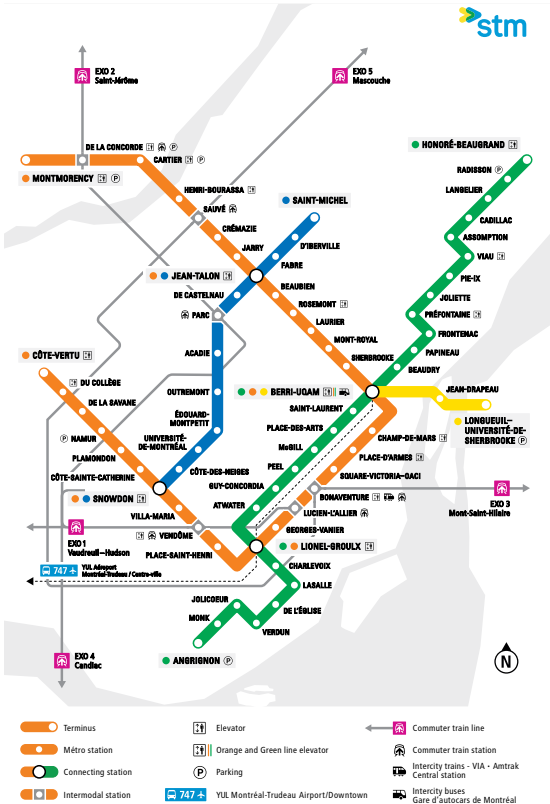 stm
EXO 2
Saint-Jérôme
EXO 5
Mascouche
DE LA CONCORDE P
CARTIER P
MONTMORENCY P
HONORÉ-BEAUGRAND
RADISSON P
LANGELIER
CADILLAC
ASSOMPTION
VIAU
PIE-IX
JOLIETTE
PRÉFONTAINE
FRONTENAC
PAPINEAU
BEAUDRY
HENRI-BOURASSA
SAUVÉ
CRÉMAZIE
JARRY
SAINT-MICHEL
D'IBERVILLE
FABRE
JEAN-TALON
BEAUBIEN
DE CASTELNAU
ROSEMONT
PARC
LAURIER
MONT-ROYAL
SHERBROOKE
ACADIE
CÔTE-VERTU
DU COLLÈGE
DE LA SAVANE
P NAMUR
PLAMONDON
CÔTE-SAINTE-CATHERINE
OUTREMONT
ÉDOUARD-
MONTPETIT
UNIVERSITÉ-
DE-MONTRÉAL
CÔTE-DES-NEIGES
SNOWDON
BERRI-UQAM
JEAN-DRAPEAU
LONGUEUIL–
UNIVERSITÉ-DE-
SHERBROOKE P
SAINT-LAURENT
PLACE-DES-ARTS
McGILL
PEEL
GUY-CONCORDIA
ATWATER
CHAMP-DE-MARS
PLACE-D'ARMES
SQUARE-VICTORIA–OACI
BONAVENTURE
LUCIEN-L'ALLIER
GEORGES-VANIER
EXO 3
Mont-Saint-Hilaire
VILLA-MARIA
VENDÔME
PLACE-SAINT-HENRI
LIONEL-GROULX
EXO 1
Vaudreuil–Hudson
747
YUL Aéroport
Montréal-Trudeau / Centre-ville
CHARLEVOIX
LASALLE
DE L'ÉGLISE
VERDUN
JOLICOEUR
MONK
ANGRIGNON P
EXO 4
Candiac
N
Terminus
Métro station
Connecting station
Intermodal station
Elevator
Orange and Green line elevator
P Parking
747 YUL Montréal-Trudeau Airport/Downtown
Commuter train line
Commuter train station
Intercity trains - VIA • Amtrak
Central station
Intercity buses
Gare d'autocars de Montréal